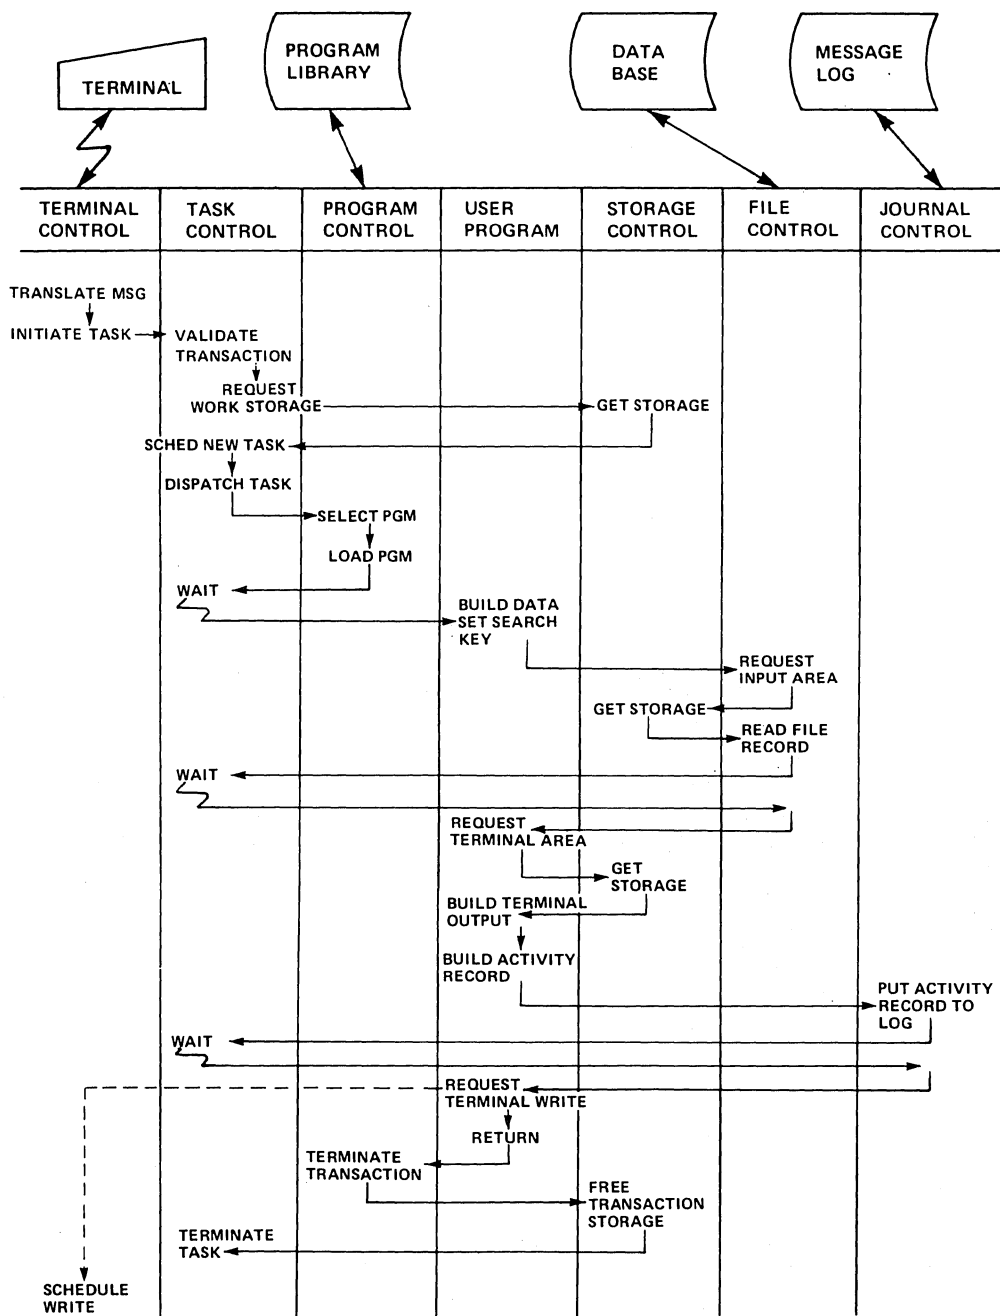 TERMINAL
PROGRAM
LIBRARY
DATA
BASE
MESSAGE
LOG
TERMINAL
CONTROL
TASK
CONTROL
PROGRAM
CONTROL
USER
PROGRAM
STORAGE
CONTROL
FILE
CONTROL
JOURNAL
CONTROL
TRANSLATE MSG
INITIATE TASK
VALIDATE
TRANSACTION
REQUEST
WORK STORAGE
GET STORAGE
SCHED NEW TASK
DISPATCH TASK
SELECT PGM
LOAD PGM
WAIT
BUILD DATA
SET SEARCH
KEY
REQUEST
INPUT AREA
GET STORAGE
READ FILE
RECORD
WAIT
REQUEST
TERMINAL AREA
GET
STORAGE
BUILD TERMINAL
OUTPUT
BUILD ACTIVITY
RECORD
PUT ACTIVITY
RECORD TO
LOG
WAIT
REQUEST
TERMINAL WRITE
RETURN
TERMINATE
TRANSACTION
FREE
TRANSACTION
STORAGE
TERMINATE
TASK
SCHEDULE
WRITE